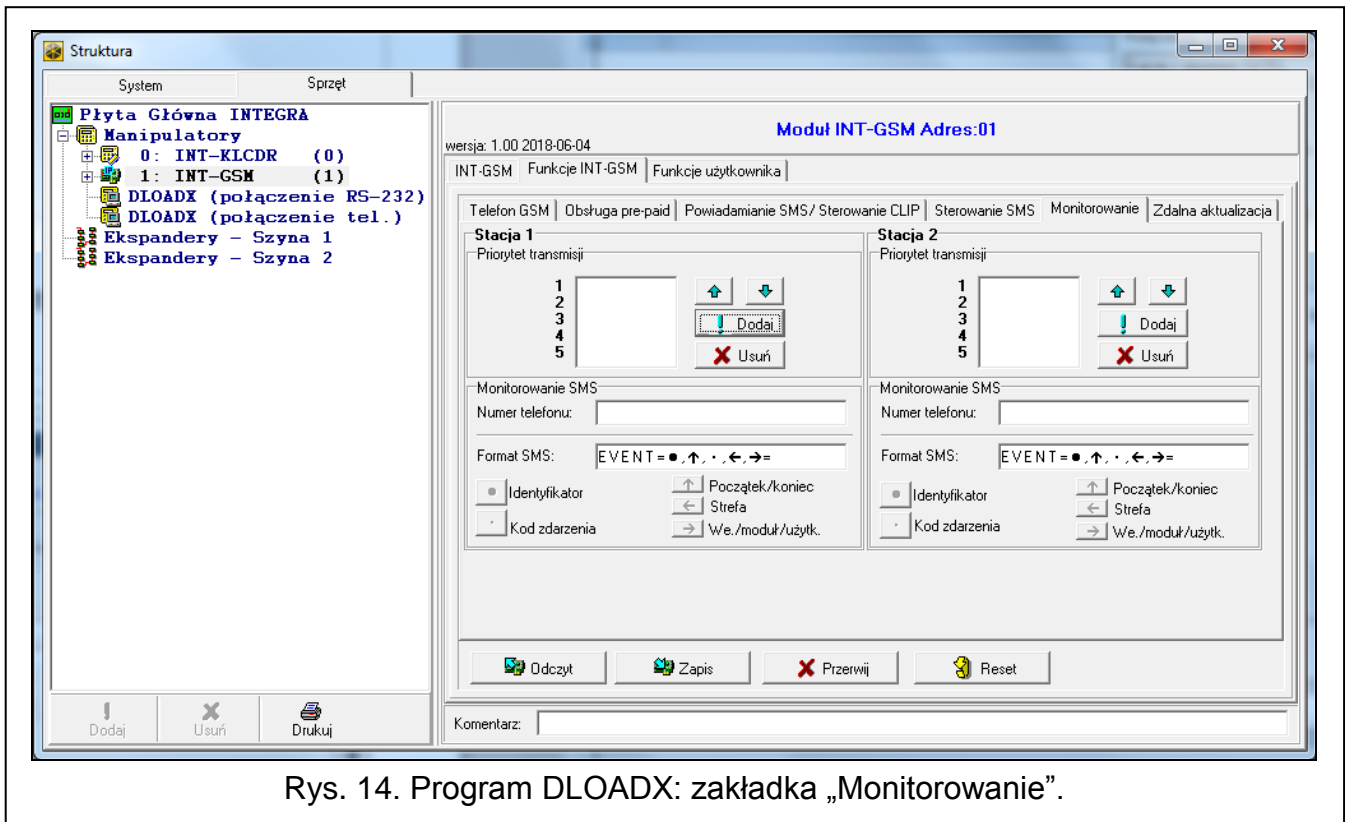 Struktura
System Sprzęt
Płyta Główna INTEGRA
Manipulatory
0: INT-KLCDR (0)
1: INT-GSM (1)
DLOADX (połączenie RS-232)
DLOADX (połączenie tel.)
Ekspandery - Szyna 1
Ekspandery - Szyna 2
Dodaj Usuń Drukuj
Moduł INT-GSM Adres:01
wersja: 1.00 2018-06-04
INT-GSM Funkcje INT-GSM Funkcje użytkownika
Telefon GSM Obsługa pre-paid Powiadamianie SMS/ Sterowanie CLIP Sterowanie SMS Monitorowanie Zdalna aktualizacja
Stacja 1
Priorytet transmisji
1
2
3
4
5
Dodaj
Usuń
Monitorowanie SMS
Numer telefonu:
Format SMS: EVENT=●,↑,·,←,→=
Identyfikator
Kod zdarzenia
↑ Początek/koniec
← Strefa
→ We./moduł/użytk.
Stacja 2
Priorytet transmisji
1
2
3
4
5
Dodaj
Usuń
Monitorowanie SMS
Numer telefonu:
Format SMS: EVENT=●,↑,·,←,→=
Identyfikator
Kod zdarzenia
↑ Początek/koniec
← Strefa
→ We./moduł/użytk.
Odczyt Zapis Przerwij Reset
Komentarz:
Rys. 14. Program DLOADX: zakładka „Monitorowanie”.